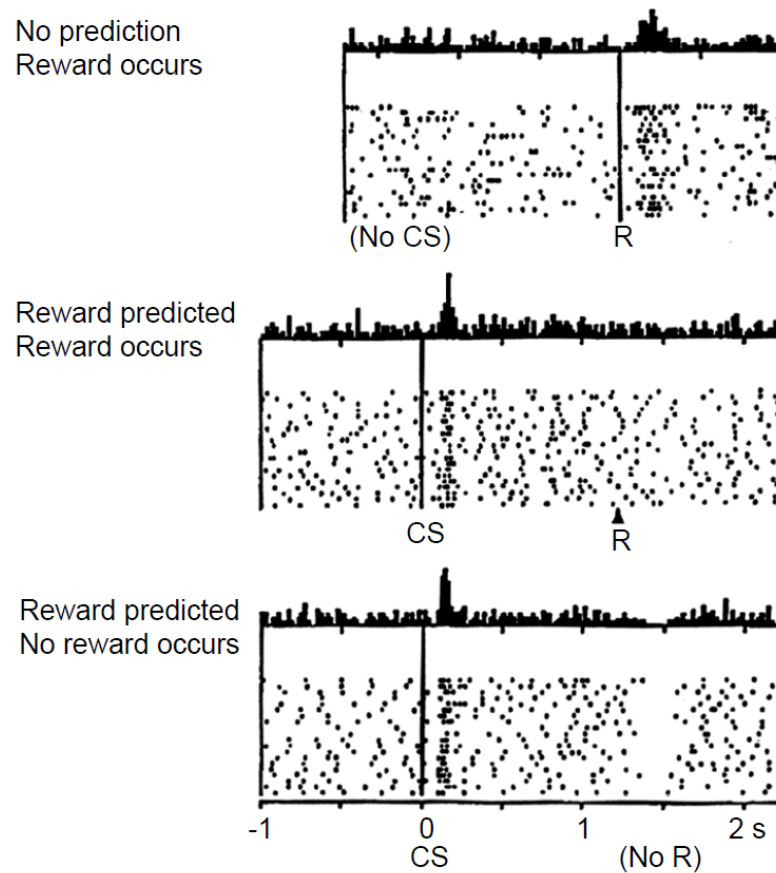 No prediction
Reward occurs
(No CS) R
Reward predicted
Reward occurs
CS R
Reward predicted
No reward occurs
-1 0 1 2 s
CS (No R)